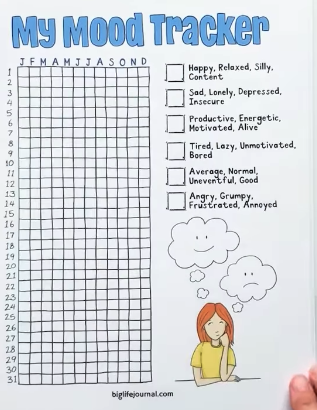 My Mood Tracker
J F M A M J J A S O N D
1
2
3
4
5
6
7
8
9
10
11
12
13
14
15
16
17
18
19
20
21
22
23
24
25
26
27
28
29
30
31
Happy, Relaxed, Silly,
Content
Sad, Lonely, Depressed,
Insecure
Productive, Energetic,
Motivated, Alive
Tired, Lazy, Unmotivated,
Bored
Average, Normal,
Uneventful, Good
Angry, Grumpy,
Frustrated, Annoyed
biglifejournal.com